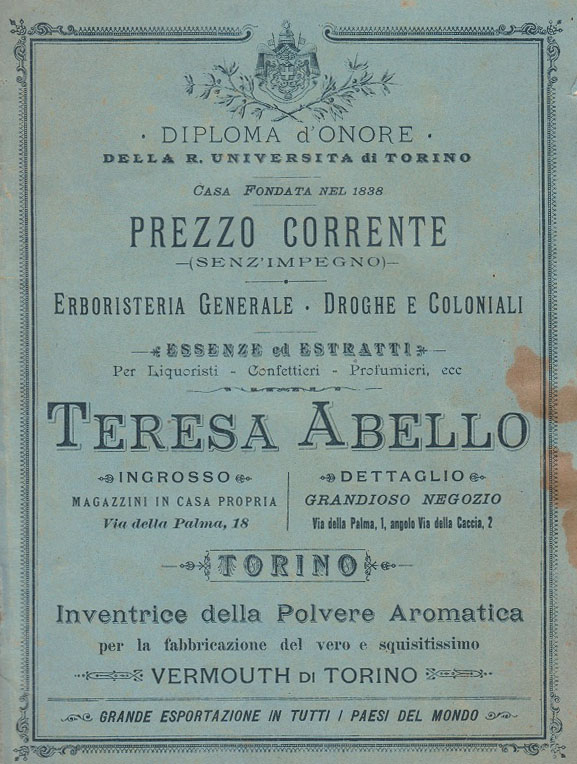 · DIPLOMA d'ONORE ·
DELLA R. UNIVERSITA di TORINO
CASA FONDATA NEL 1838
PREZZO CORRENTE
—(SENZ'IMPEGNO)—
ERBORISTERIA GENERALE · DROGHE E COLONIALI
ESSENZE ed ESTRATTI
Per Liquoristi - Confettieri - Profumieri, ecc
TERESA ABELLO
INGROSSO
MAGAZZINI IN CASA PROPRIA
Via della Palma, 18
DETTAGLIO
GRANDIOSO NEGOZIO
Via della Palma, 1, angolo Via della Caccia, 2
TORINO
Inventrice della Polvere Aromatica
per la fabbricazione del vero e squisitissimo
VERMOUTH DI TORINO
GRANDE ESPORTAZIONE IN TUTTI I PAESI DEL MONDO